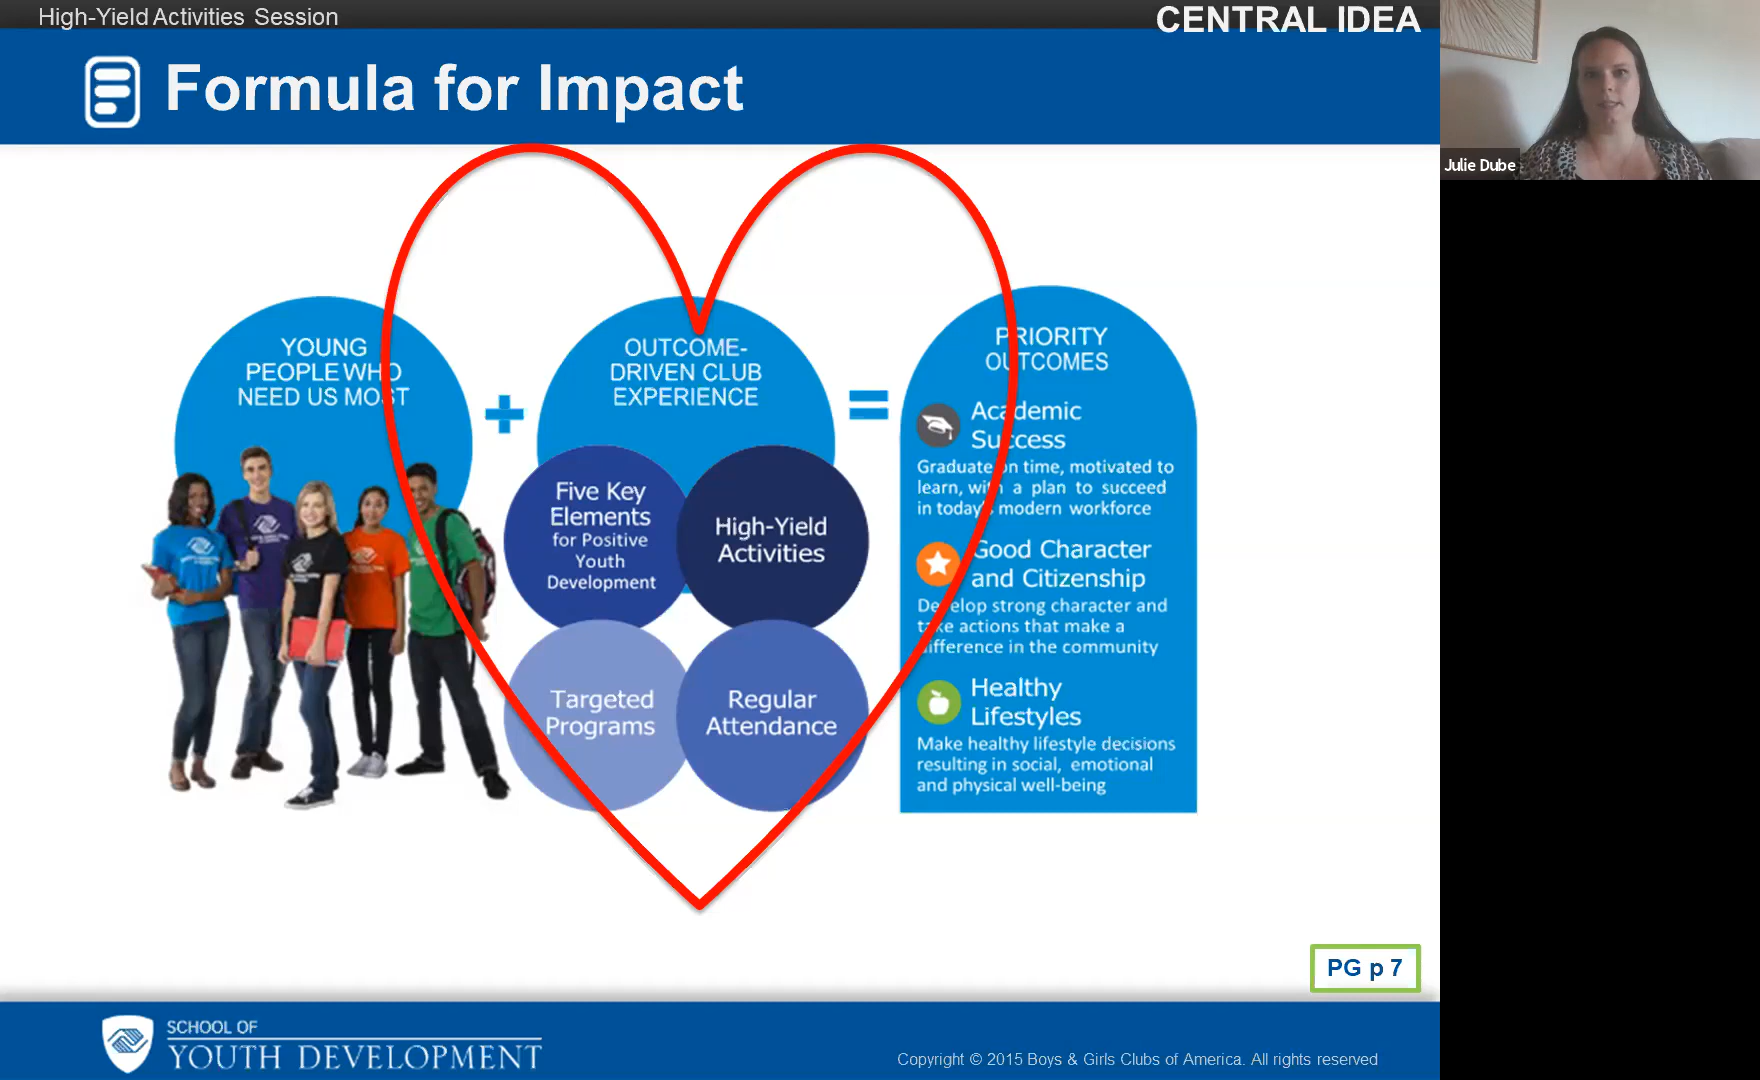 High-Yield Activities Session
CENTRAL IDEA
Formula for Impact
Julie Dube
YOUNG
PEOPLE WHO
NEED US MOST
OUTCOME-
DRIVEN CLUB
EXPERIENCE
Five Key
Elements
for Positive
Youth
Development
High-Yield
Activities
Targeted
Programs
Regular
Attendance
PRIORITY
OUTCOMES
Academic
Success
Graduate on time, motivated to
learn, with a plan to succeed
in today's modern workforce
Good Character
and Citizenship
Develop strong character and
take actions that make a
difference in the community
Healthy
Lifestyles
Make healthy lifestyle decisions
resulting in social, emotional
and physical well-being
PG p 7
SCHOOL OF
YOUTH DEVELOPMENT
Copyright © 2015 Boys & Girls Clubs of America. All rights reserved